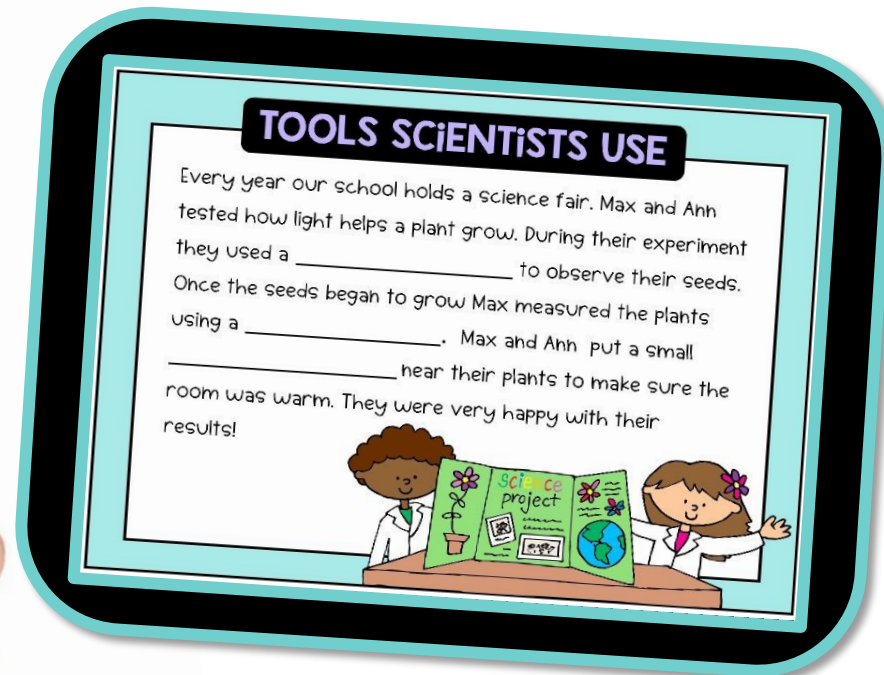 TOOLS SCiENTiSTS USE
Every year our school holds a science fair. Max and Ann
tested how light helps a plant grow. During their experiment
they used a ____________________ to observe their seeds.
Once the seeds began to grow Max measured the plants
using a __________________. Max and Ann put a small
_____________________ near their plants to make sure the
room was warm. They were very happy with their
results!
science
project